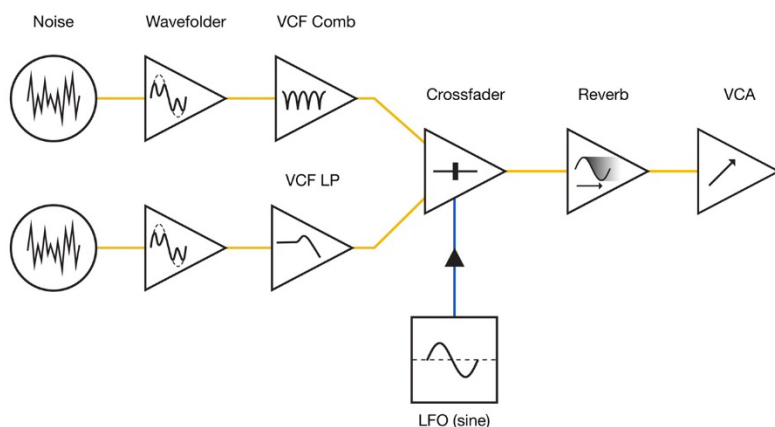 Noise
Wavefolder
VCF Comb
Crossfader
Reverb
VCA
VCF LP
LFO (sine)